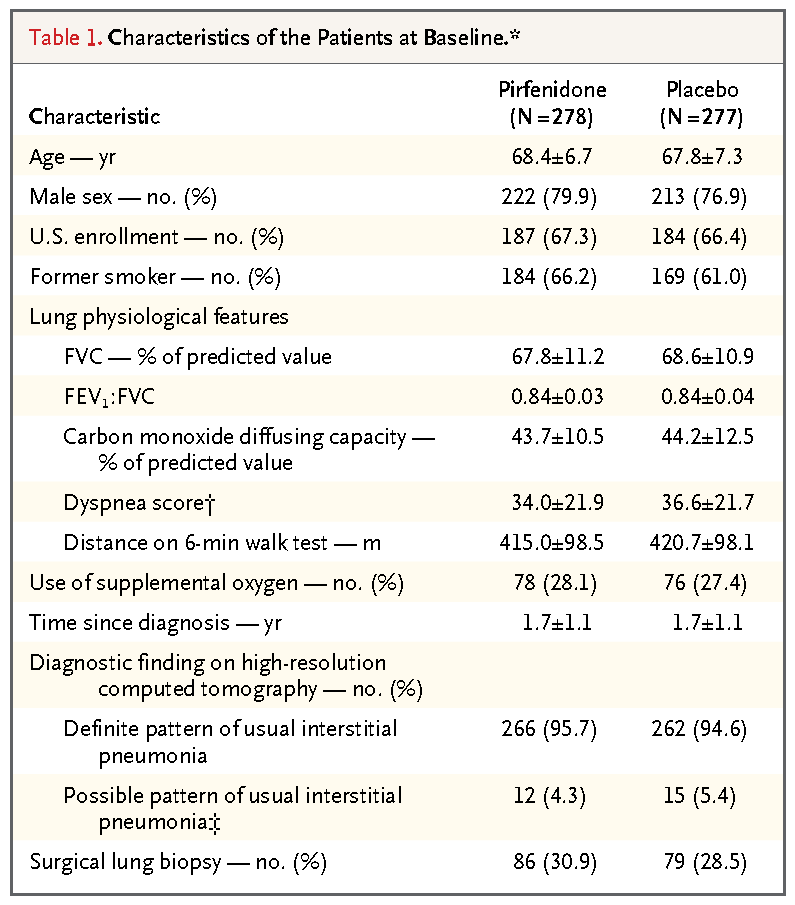 Table 1. Characteristics of the Patients at Baseline.*
Characteristic Pirfenidone (N=278) Placebo (N=277)
Age — yr 68.4±6.7 67.8±7.3
Male sex — no. (%) 222 (79.9) 213 (76.9)
U.S. enrollment — no. (%) 187 (67.3) 184 (66.4)
Former smoker — no. (%) 184 (66.2) 169 (61.0)
Lung physiological features
FVC — % of predicted value 67.8±11.2 68.6±10.9
FEV₁:FVC 0.84±0.03 0.84±0.04
Carbon monoxide diffusing capacity — 43.7±10.5 44.2±12.5
% of predicted value
Dyspnea score† 34.0±21.9 36.6±21.7
Distance on 6-min walk test — m 415.0±98.5 420.7±98.1
Use of supplemental oxygen — no. (%) 78 (28.1) 76 (27.4)
Time since diagnosis — yr 1.7±1.1 1.7±1.1
Diagnostic finding on high-resolution
computed tomography — no. (%)
Definite pattern of usual interstitial 266 (95.7) 262 (94.6)
pneumonia
Possible pattern of usual interstitial 12 (4.3) 15 (5.4)
pneumonia‡
Surgical lung biopsy — no. (%) 86 (30.9) 79 (28.5)